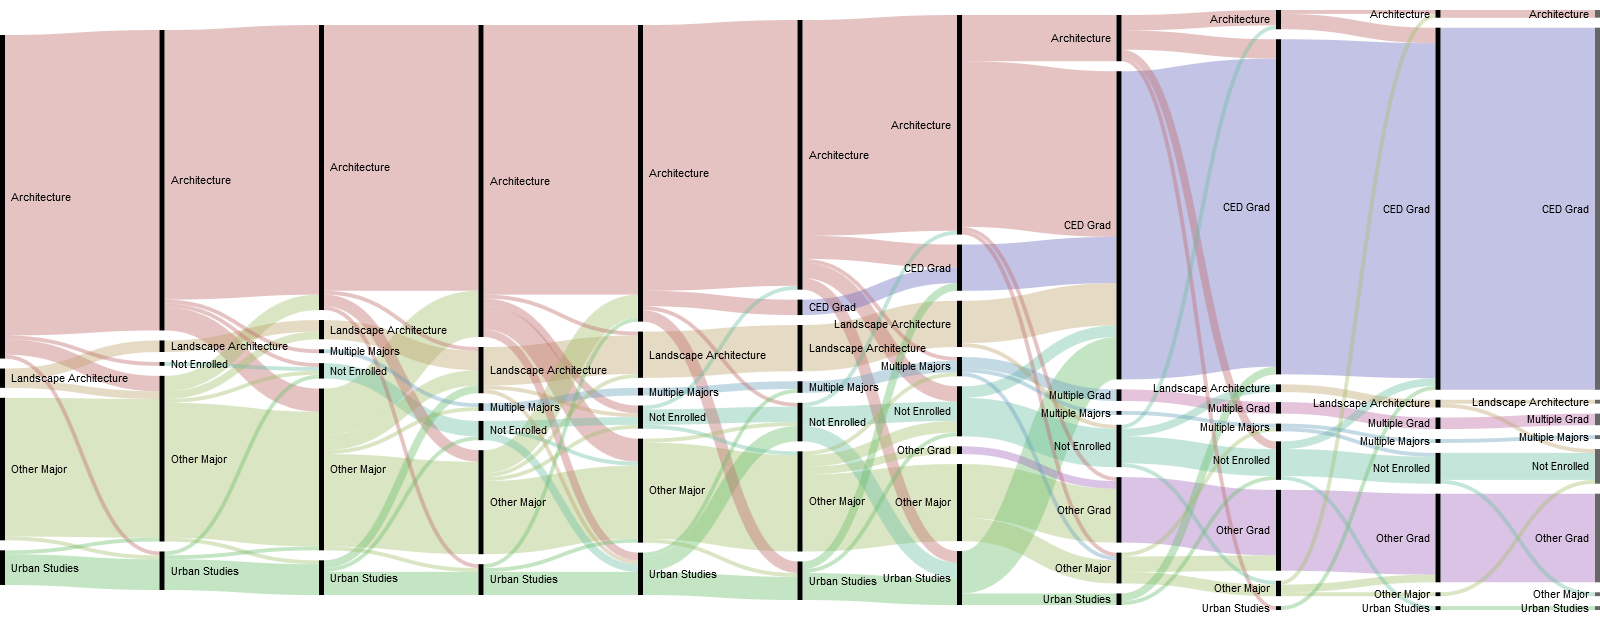 Architecture
Landscape Architecture
Other Major
Urban Studies
Architecture
Landscape Architecture
Not Enrolled
Other Major
Urban Studies
Architecture
Landscape Architecture
Multiple Majors
Not Enrolled
Other Major
Urban Studies
Architecture
Landscape Architecture
Multiple Majors
Not Enrolled
Other Major
Urban Studies
Architecture
Landscape Architecture
Multiple Majors
Not Enrolled
Other Major
Urban Studies
Architecture
CED Grad
Landscape Architecture
Multiple Majors
Not Enrolled
Other Major
Urban Studies
Architecture
CED Grad
Landscape Architecture
Multiple Majors
Not Enrolled
Other Grad
Other Major
Urban Studies
Architecture
CED Grad
Multiple Grad
Multiple Majors
Not Enrolled
Other Grad
Other Major
Urban Studies
Architecture
CED Grad
Landscape Architecture
Multiple Grad
Multiple Majors
Not Enrolled
Other Grad
Other Major
Urban Studies
Architecture
CED Grad
Landscape Architecture
Multiple Grad
Multiple Majors
Not Enrolled
Other Grad
Other Major
Urban Studies
Architecture
CED Grad
Landscape Architecture
Multiple Grad
Multiple Majors
Not Enrolled
Other Grad
Other Major
Urban Studies